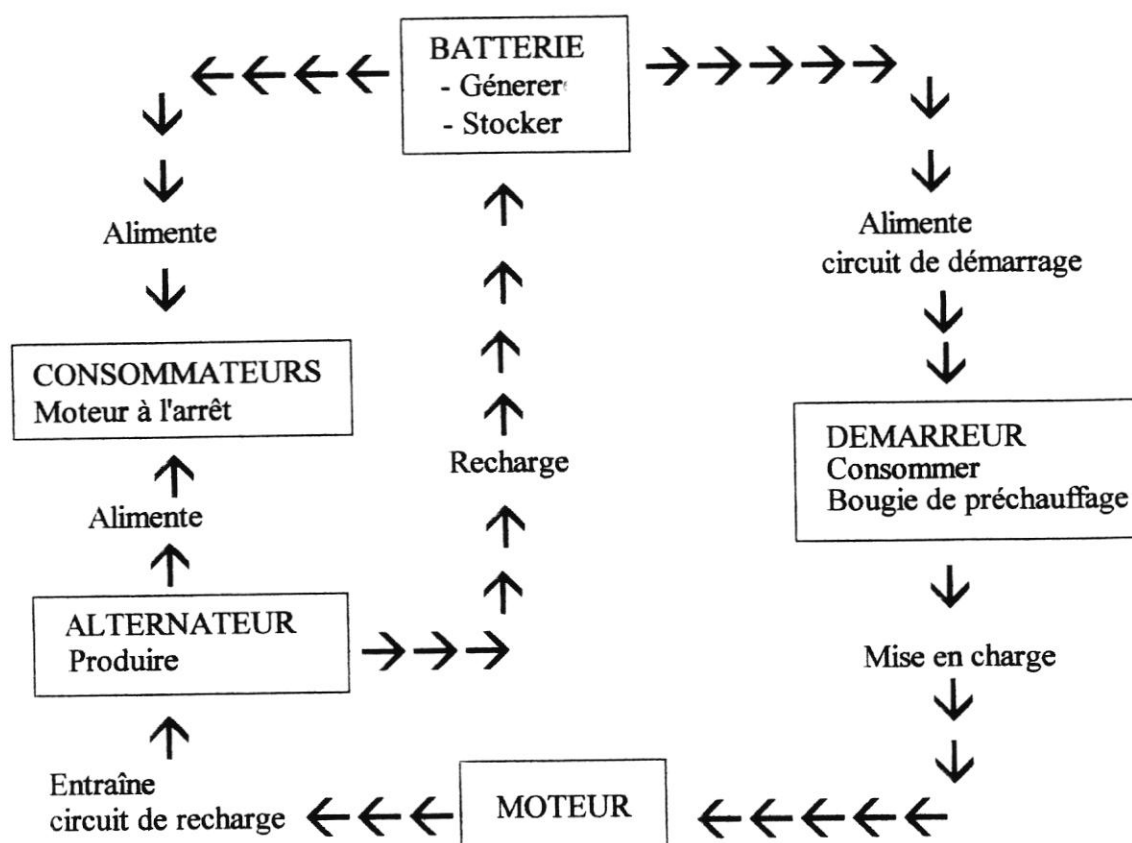 BATTERIE
- Génerer
- Stocker
Alimente
Alimente
circuit de démarrage
CONSOMMATEURS
Moteur à l'arrêt
DEMARREUR
Consommer
Bougie de préchauffage
Recharge
Alimente
ALTERNATEUR
Produire
Mise en charge
Entraîne
circuit de recharge
MOTEUR